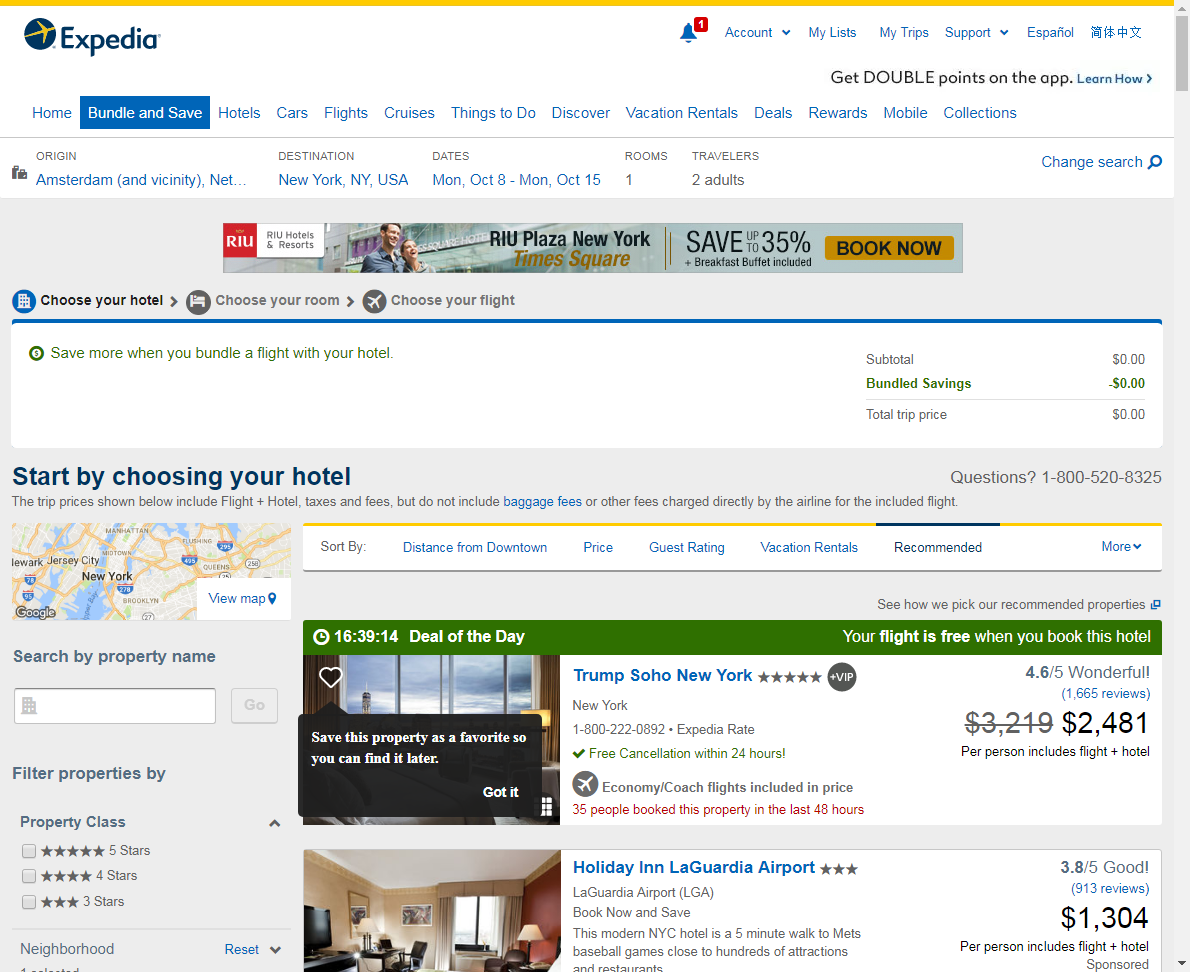 Expedia
1
Account
My Lists
My Trips
Support
Español
简体中文
Get DOUBLE points on the app. Learn How
Home
Bundle and Save
Hotels
Cars
Flights
Cruises
Things to Do
Discover
Vacation Rentals
Deals
Rewards
Mobile
Collections
ORIGIN
Amsterdam (and vicinity), Net...
DESTINATION
New York, NY, USA
DATES
Mon, Oct 8 - Mon, Oct 15
ROOMS
1
TRAVELERS
2 adults
Change search
RIU
RIU Hotels
& Resorts
RIU Plaza New York
Times Square
SAVE UP TO 35%
+ Breakfast Buffet included
BOOK NOW
Choose your hotel
Choose your room
Choose your flight
Save more when you bundle a flight with your hotel.
Subtotal $0.00
Bundled Savings -$0.00
Total trip price $0.00
Start by choosing your hotel
Questions? 1-800-520-8325
The trip prices shown below include Flight + Hotel, taxes and fees, but do not include baggage fees or other fees charged directly by the airline for the included flight.
MANHATTAN
FLUSHING
295
MIDTOWN
ewark
Jersey City
495
QUEENS
258
New York
78
278
95
BROOKLYN
27
Google
View map
Sort By:
Distance from Downtown
Price
Guest Rating
Vacation Rentals
Recommended
More
See how we pick our recommended properties
Search by property name
Go
Filter properties by
Property Class
5 Stars
4 Stars
3 Stars
Neighborhood
Reset
1 selected
16:39:14 Deal of the Day
Your flight is free when you book this hotel
Save this property as a favorite so
you can find it later.
Got it
Trump Soho New York
+VIP
New York
1-800-222-0892 • Expedia Rate
Free Cancellation within 24 hours!
Economy/Coach flights included in price
35 people booked this property in the last 48 hours
4.6/5 Wonderful!
(1,665 reviews)
$3,219 $2,481
Per person includes flight + hotel
Holiday Inn LaGuardia Airport
LaGuardia Airport (LGA)
Book Now and Save
This modern NYC hotel is a 5 minute walk to Mets
baseball games close to hundreds of attractions
and restaurants
3.8/5 Good!
(913 reviews)
$1,304
Per person includes flight + hotel
Sponsored